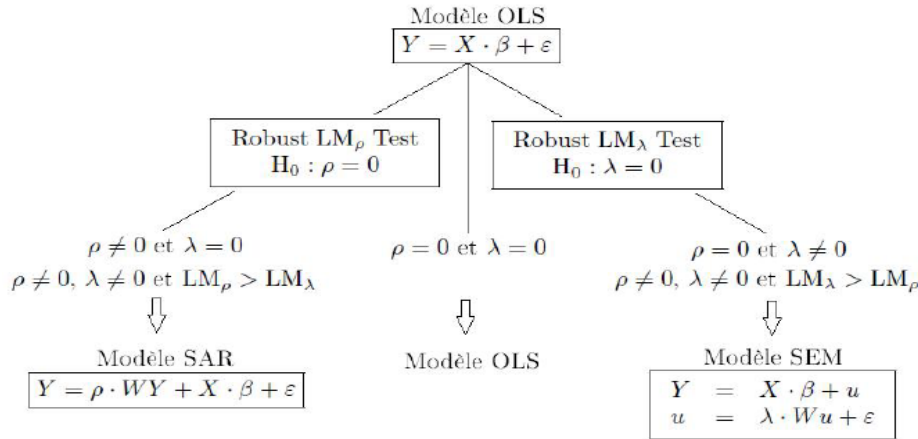 Modèle OLS
Y = X · β + ε
Robust LMρ Test
H0 : ρ = 0
Robust LMλ Test
H0 : λ = 0
ρ ≠ 0 et λ = 0
ρ ≠ 0, λ ≠ 0 et LMρ > LMλ
ρ = 0 et λ = 0
ρ = 0 et λ ≠ 0
ρ ≠ 0, λ ≠ 0 et LMλ > LMρ
Modèle SAR
Y = ρ · WY + X · β + ε
Modèle OLS
Modèle SEM
Y = X · β + u
u = λ · Wu + ε